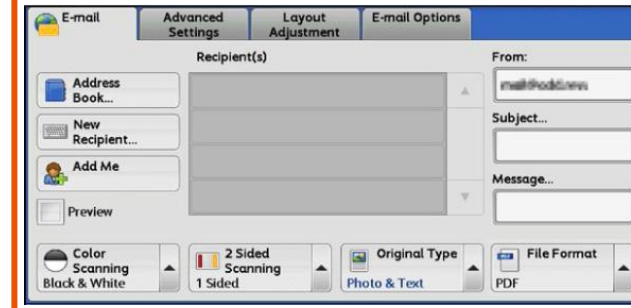 E-mail
Advanced
Settings
Layout
Adjustment
E-mail Options
Recipient(s)
From:
Address
Book...
New
Recipient...
Subject...
Add Me
Message...
Preview
Color
Scanning
Black & White
2 Sided
Scanning
1 Sided
Original Type
Photo & Text
File Format
PDF